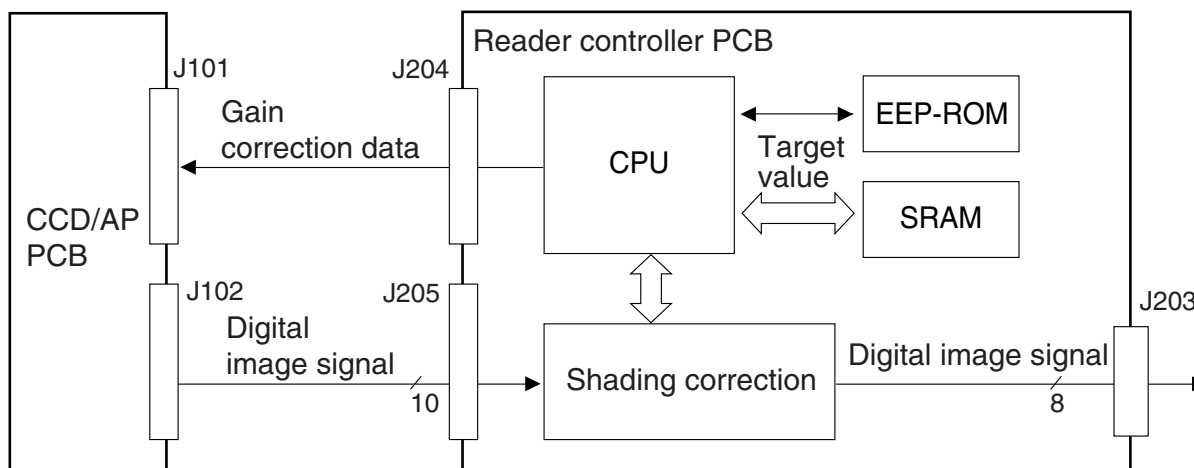 Reader controller PCB
J101
J204
Gain
correction data
CPU
EEP-ROM
Target
value
SRAM
CCD/AP
PCB
J102
J205
J203
Digital
image signal
10
Shading correction
Digital image signal
8